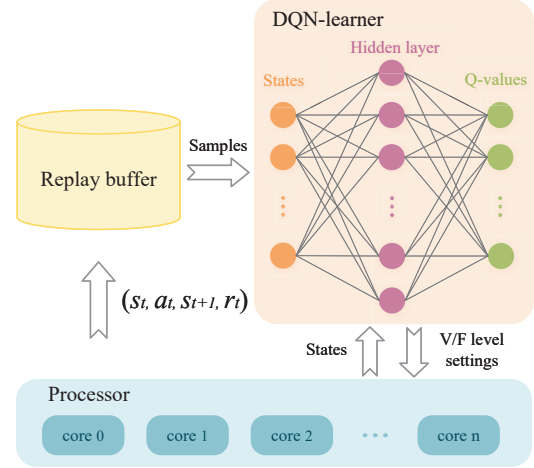 DQN-learner
Hidden layer
States
Q-values
Samples
Replay buffer
(st, at, st+1, rt)
States
V/F level
settings
Processor
core 0
core 1
core 2
core n